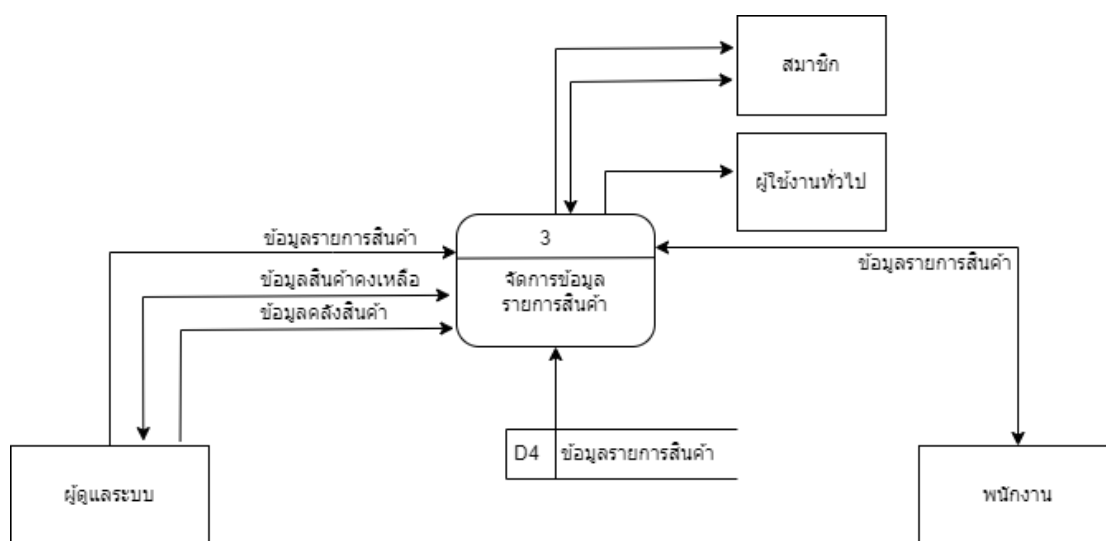 สมาชิก
ผู้ใช้งานทั่วไป
ข้อมูลรายการสินค้า
3
ข้อมูลรายการสินค้า
ข้อมูลสินค้าคงเหลือ
จัดการข้อมูล
รายการสินค้า
ข้อมูลคลังสินค้า
D4 ข้อมูลรายการสินค้า
ผู้ดูแลระบบ
พนักงาน